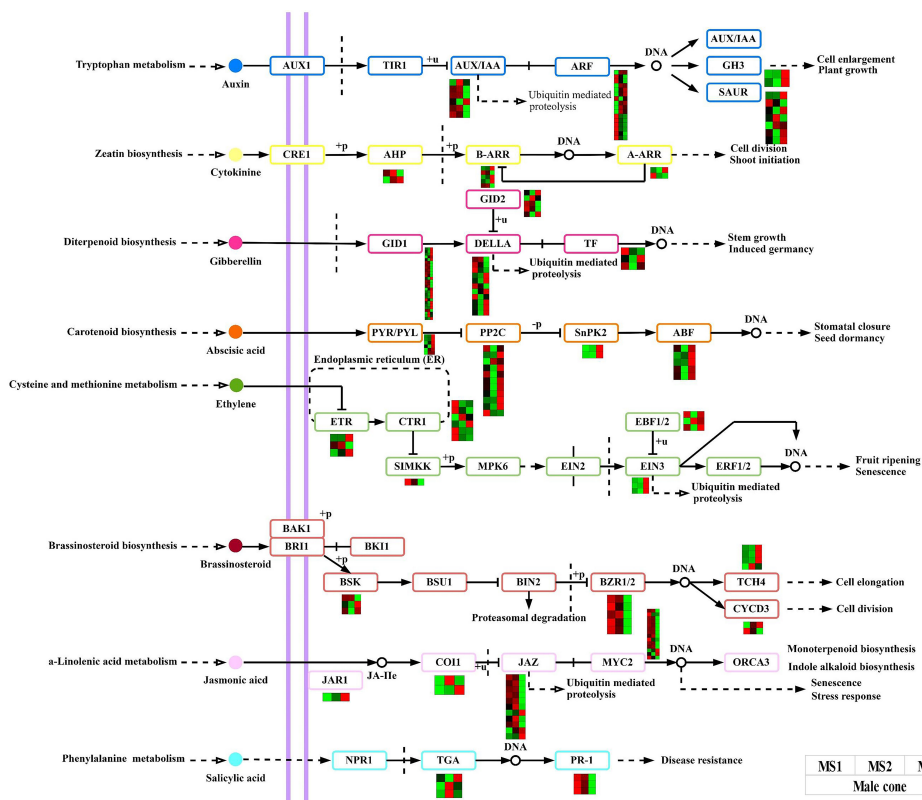 Tryptophan metabolism
Auxin
AUX1
TIR1
+u
AUX/IAA
Ubiquitin mediated
proteolysis
ARF
DNA
AUX/IAA
GH3
SAUR
Cell enlargement
Plant growth
Zeatin biosynthesis
Cytokinine
CRE1
+p
AHP
+p
B-ARR
DNA
A-ARR
Cell division
Shoot initiation
GID2
+u
Diterpenoid biosynthesis
Gibberellin
GID1
DELLA
TF
DNA
Ubiquitin mediated
proteolysis
Stem growth
Induced germancy
Carotenoid biosynthesis
Abscisic acid
PYR/PYL
PP2C
-p
SnPK2
ABF
DNA
Stomatal closure
Seed dormancy
Endoplasmic reticulum (ER)
Cysteine and methionine metabolism
Ethylene
ETR
CTR1
EBF1/2
+u
SIMKK
+p
MPK6
EIN2
EIN3
ERF1/2
DNA
Ubiquitin mediated
proteolysis
Fruit ripening
Senescence
Brassinosteroid biosynthesis
Brassinosteroid
BAK1
+p
BRI1
BKI1
+p
BSK
BSU1
BIN2
+p
BZR1/2
DNA
TCH4
Cell elongation
Proteasomal degradation
CYCD3
Cell division
a-Linolenic acid metabolism
Jasmonic aicd
JAR1
JA-IIe
COI1
+u
JAZ
MYC2
DNA
ORCA3
Monoterpenoid biosynthesis
Indole alkaloid biosynthesis
Ubiquitin mediated
proteolysis
Senescence
Stress response
Phenylalanine metabolism
Salicylic acid
NPR1
TGA
DNA
PR-1
Disease resistance
MS1 MS2
Male cone